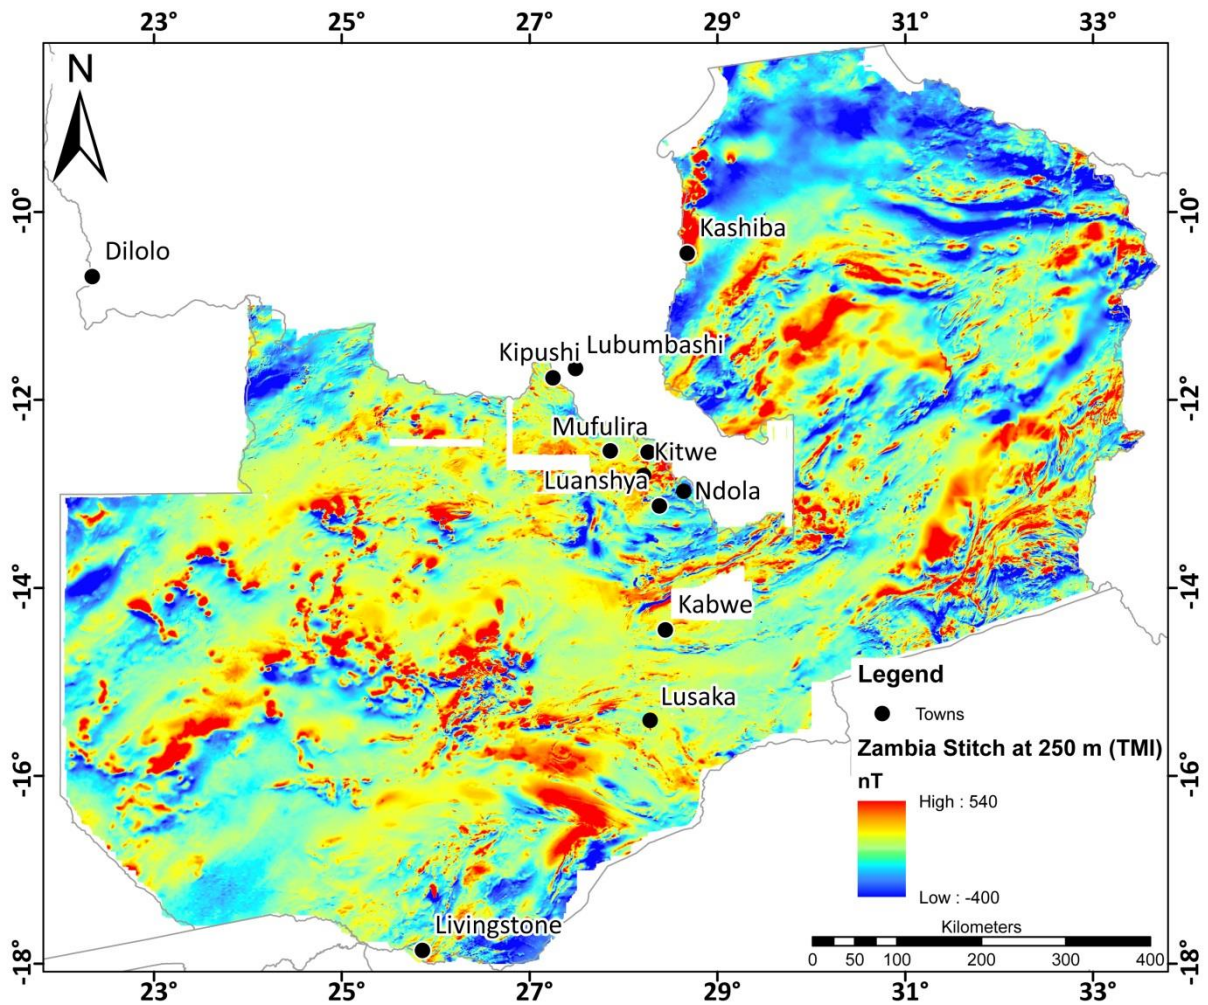 23° 25° 27° 29° 31° 33°
N
-10° -10°
Kashiba
Dilolo
Lubumbashi
Kipushi
-12° -12°
Mufulira
Kitwe
Luanshya
Ndola
-14° -14°
Kabwe
Legend
Lusaka
Towns
Zambia Stitch at 250 m (TMI)
-16° -16°
nT
High : 540
Low : -400
Livingstone
Kilometers
-18° -18°
0 50 100 200 300 400
23° 25° 27° 29° 31° 33°